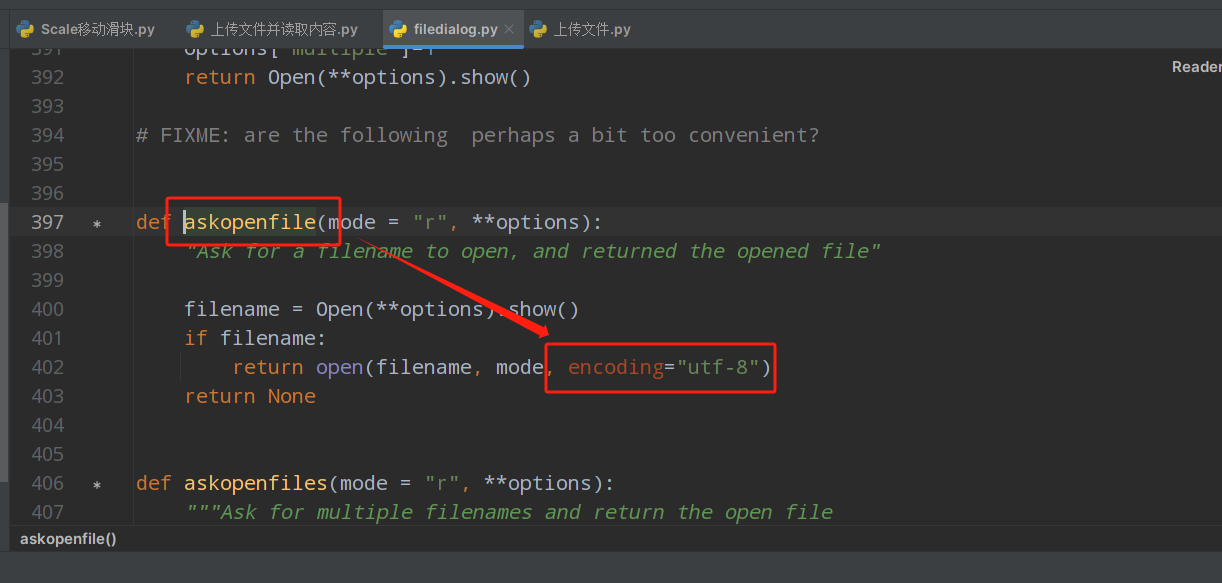 Scale移动滑块.py 上传文件并读取内容.py filedialog.py 上传文件.py
391 options["multiple"]=1
Reader
392 return Open(**options).show()
393
394 # FIXME: are the following  perhaps a bit too convenient?
395
396
397 * def askopenfile(mode = "r", **options):
398 "Ask for a filename to open, and returned the opened file"
399
400 filename = Open(**options).show()
401 if filename:
402 return open(filename, mode, encoding="utf-8")
403 return None
404
405
406 * def askopenfiles(mode = "r", **options):
407 """Ask for multiple filenames and return the open file
askopenfile()